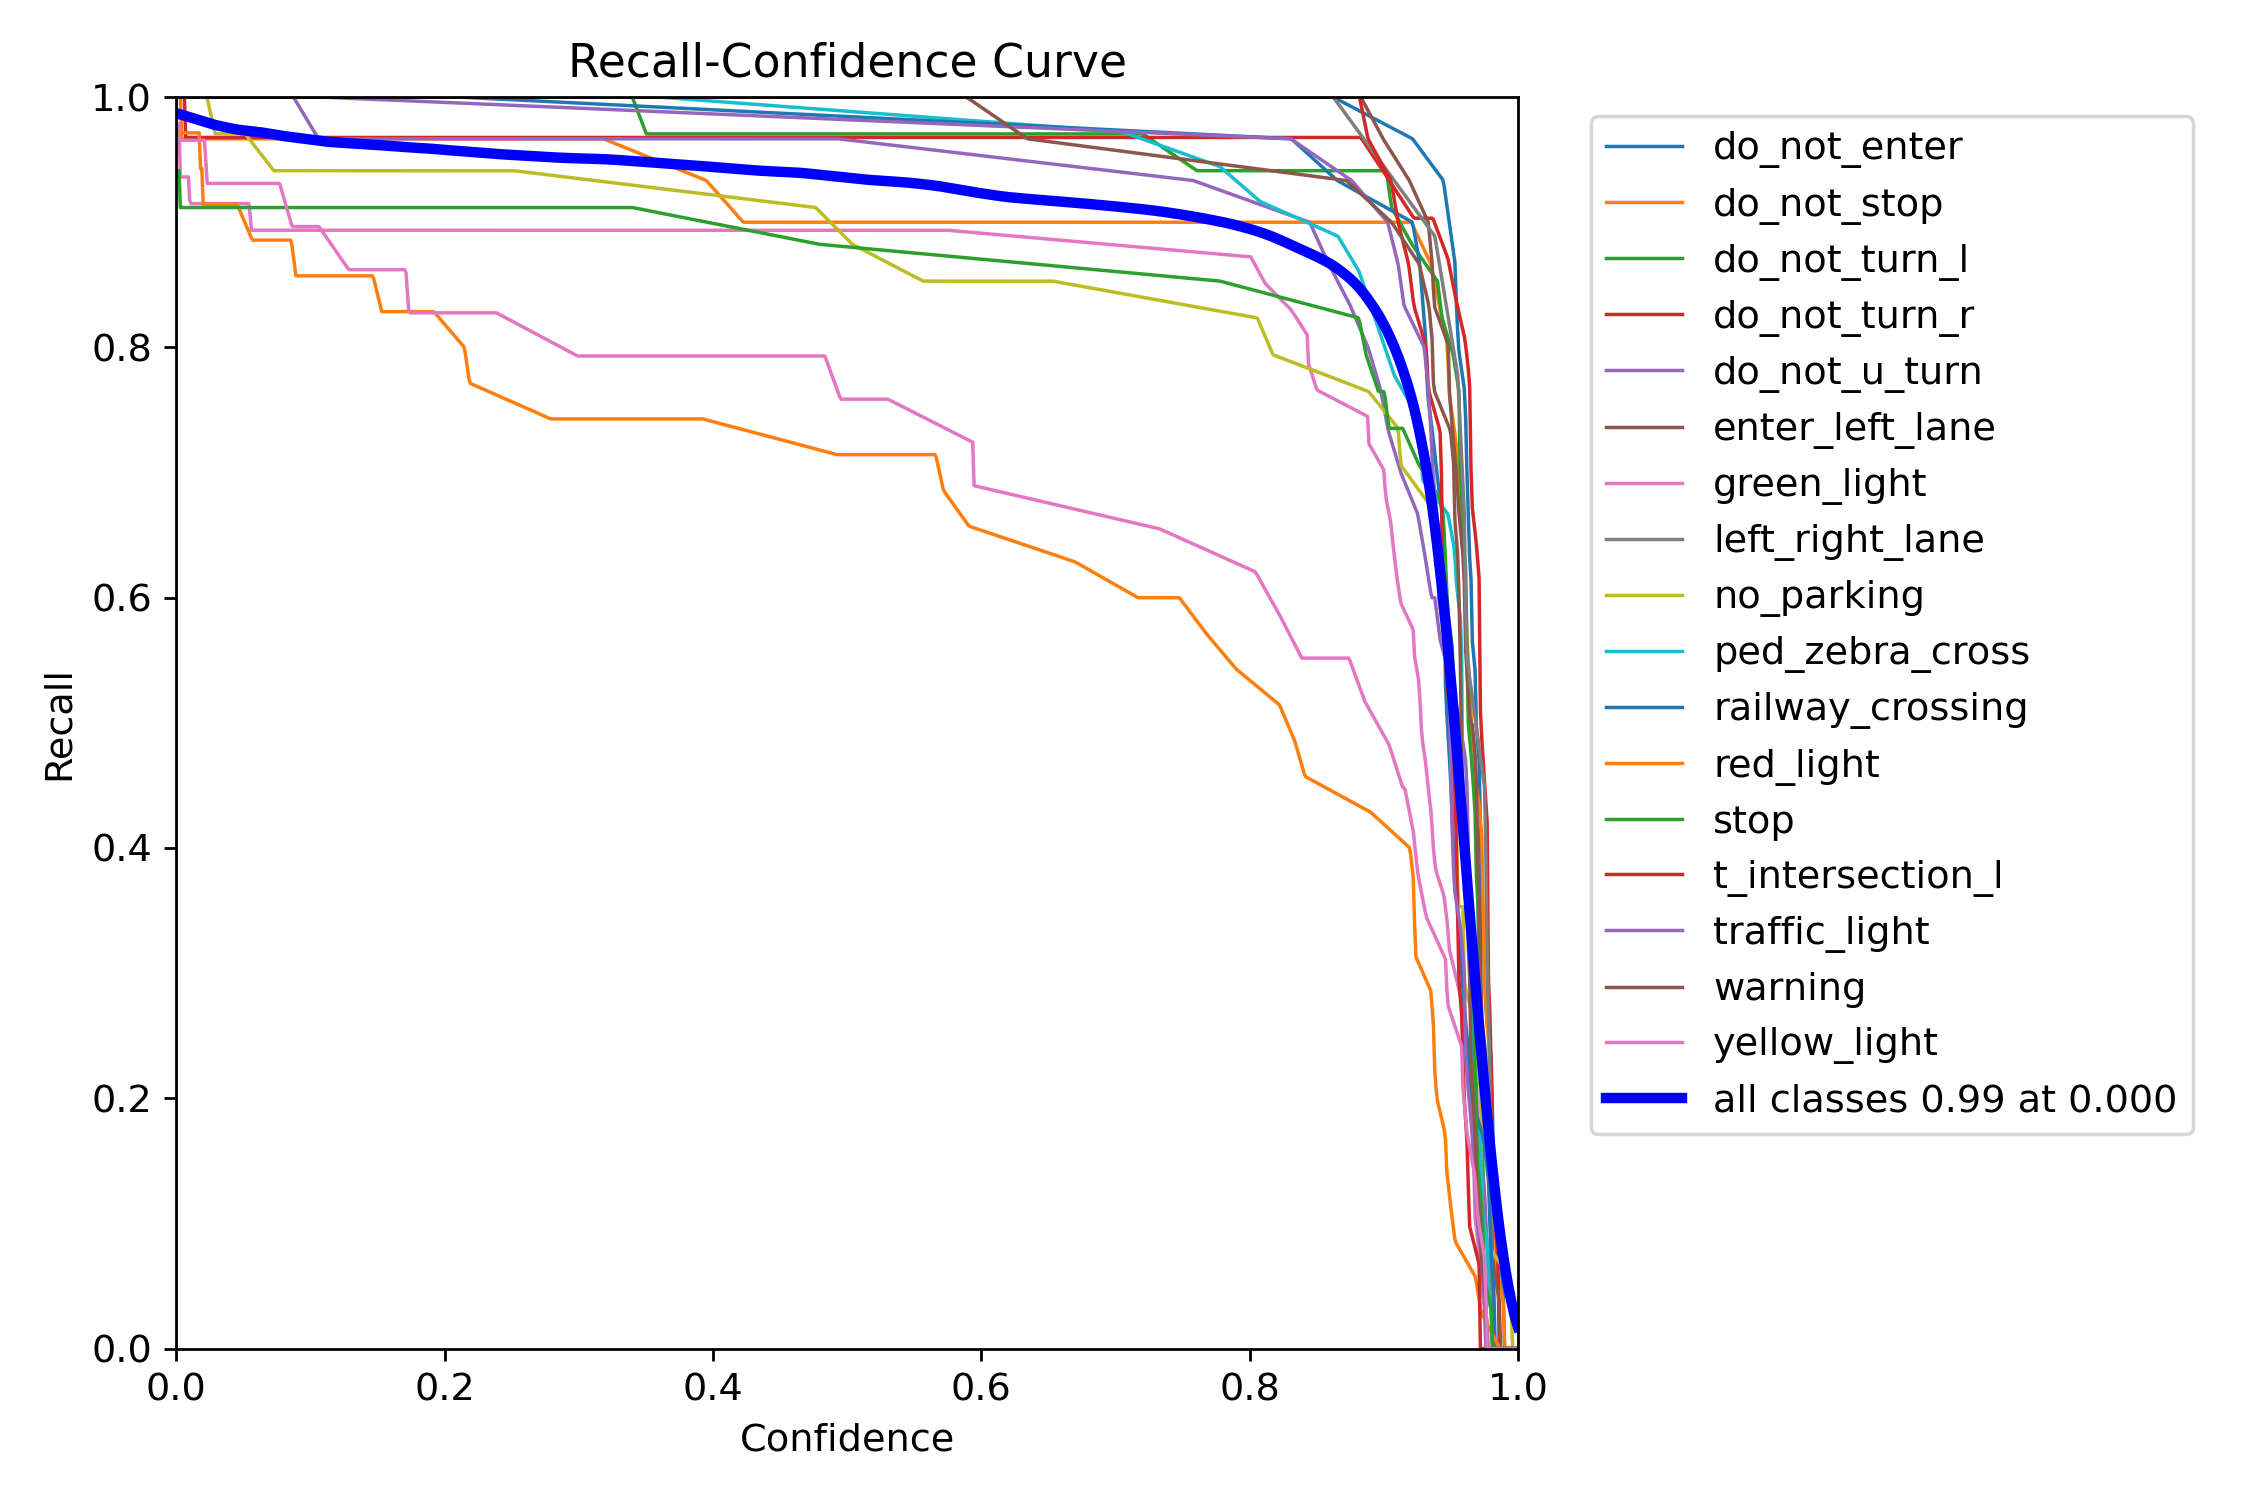 Recall-Confidence Curve
1.0
0.8
0.6
0.4
0.2
0.0
Recall
0.0 0.2 0.4 0.6 0.8 1.0
Confidence
do_not_enter
do_not_stop
do_not_turn_l
do_not_turn_r
do_not_u_turn
enter_left_lane
green_light
left_right_lane
no_parking
ped_zebra_cross
railway_crossing
red_light
stop
t_intersection_l
traffic_light
warning
yellow_light
all classes 0.99 at 0.000